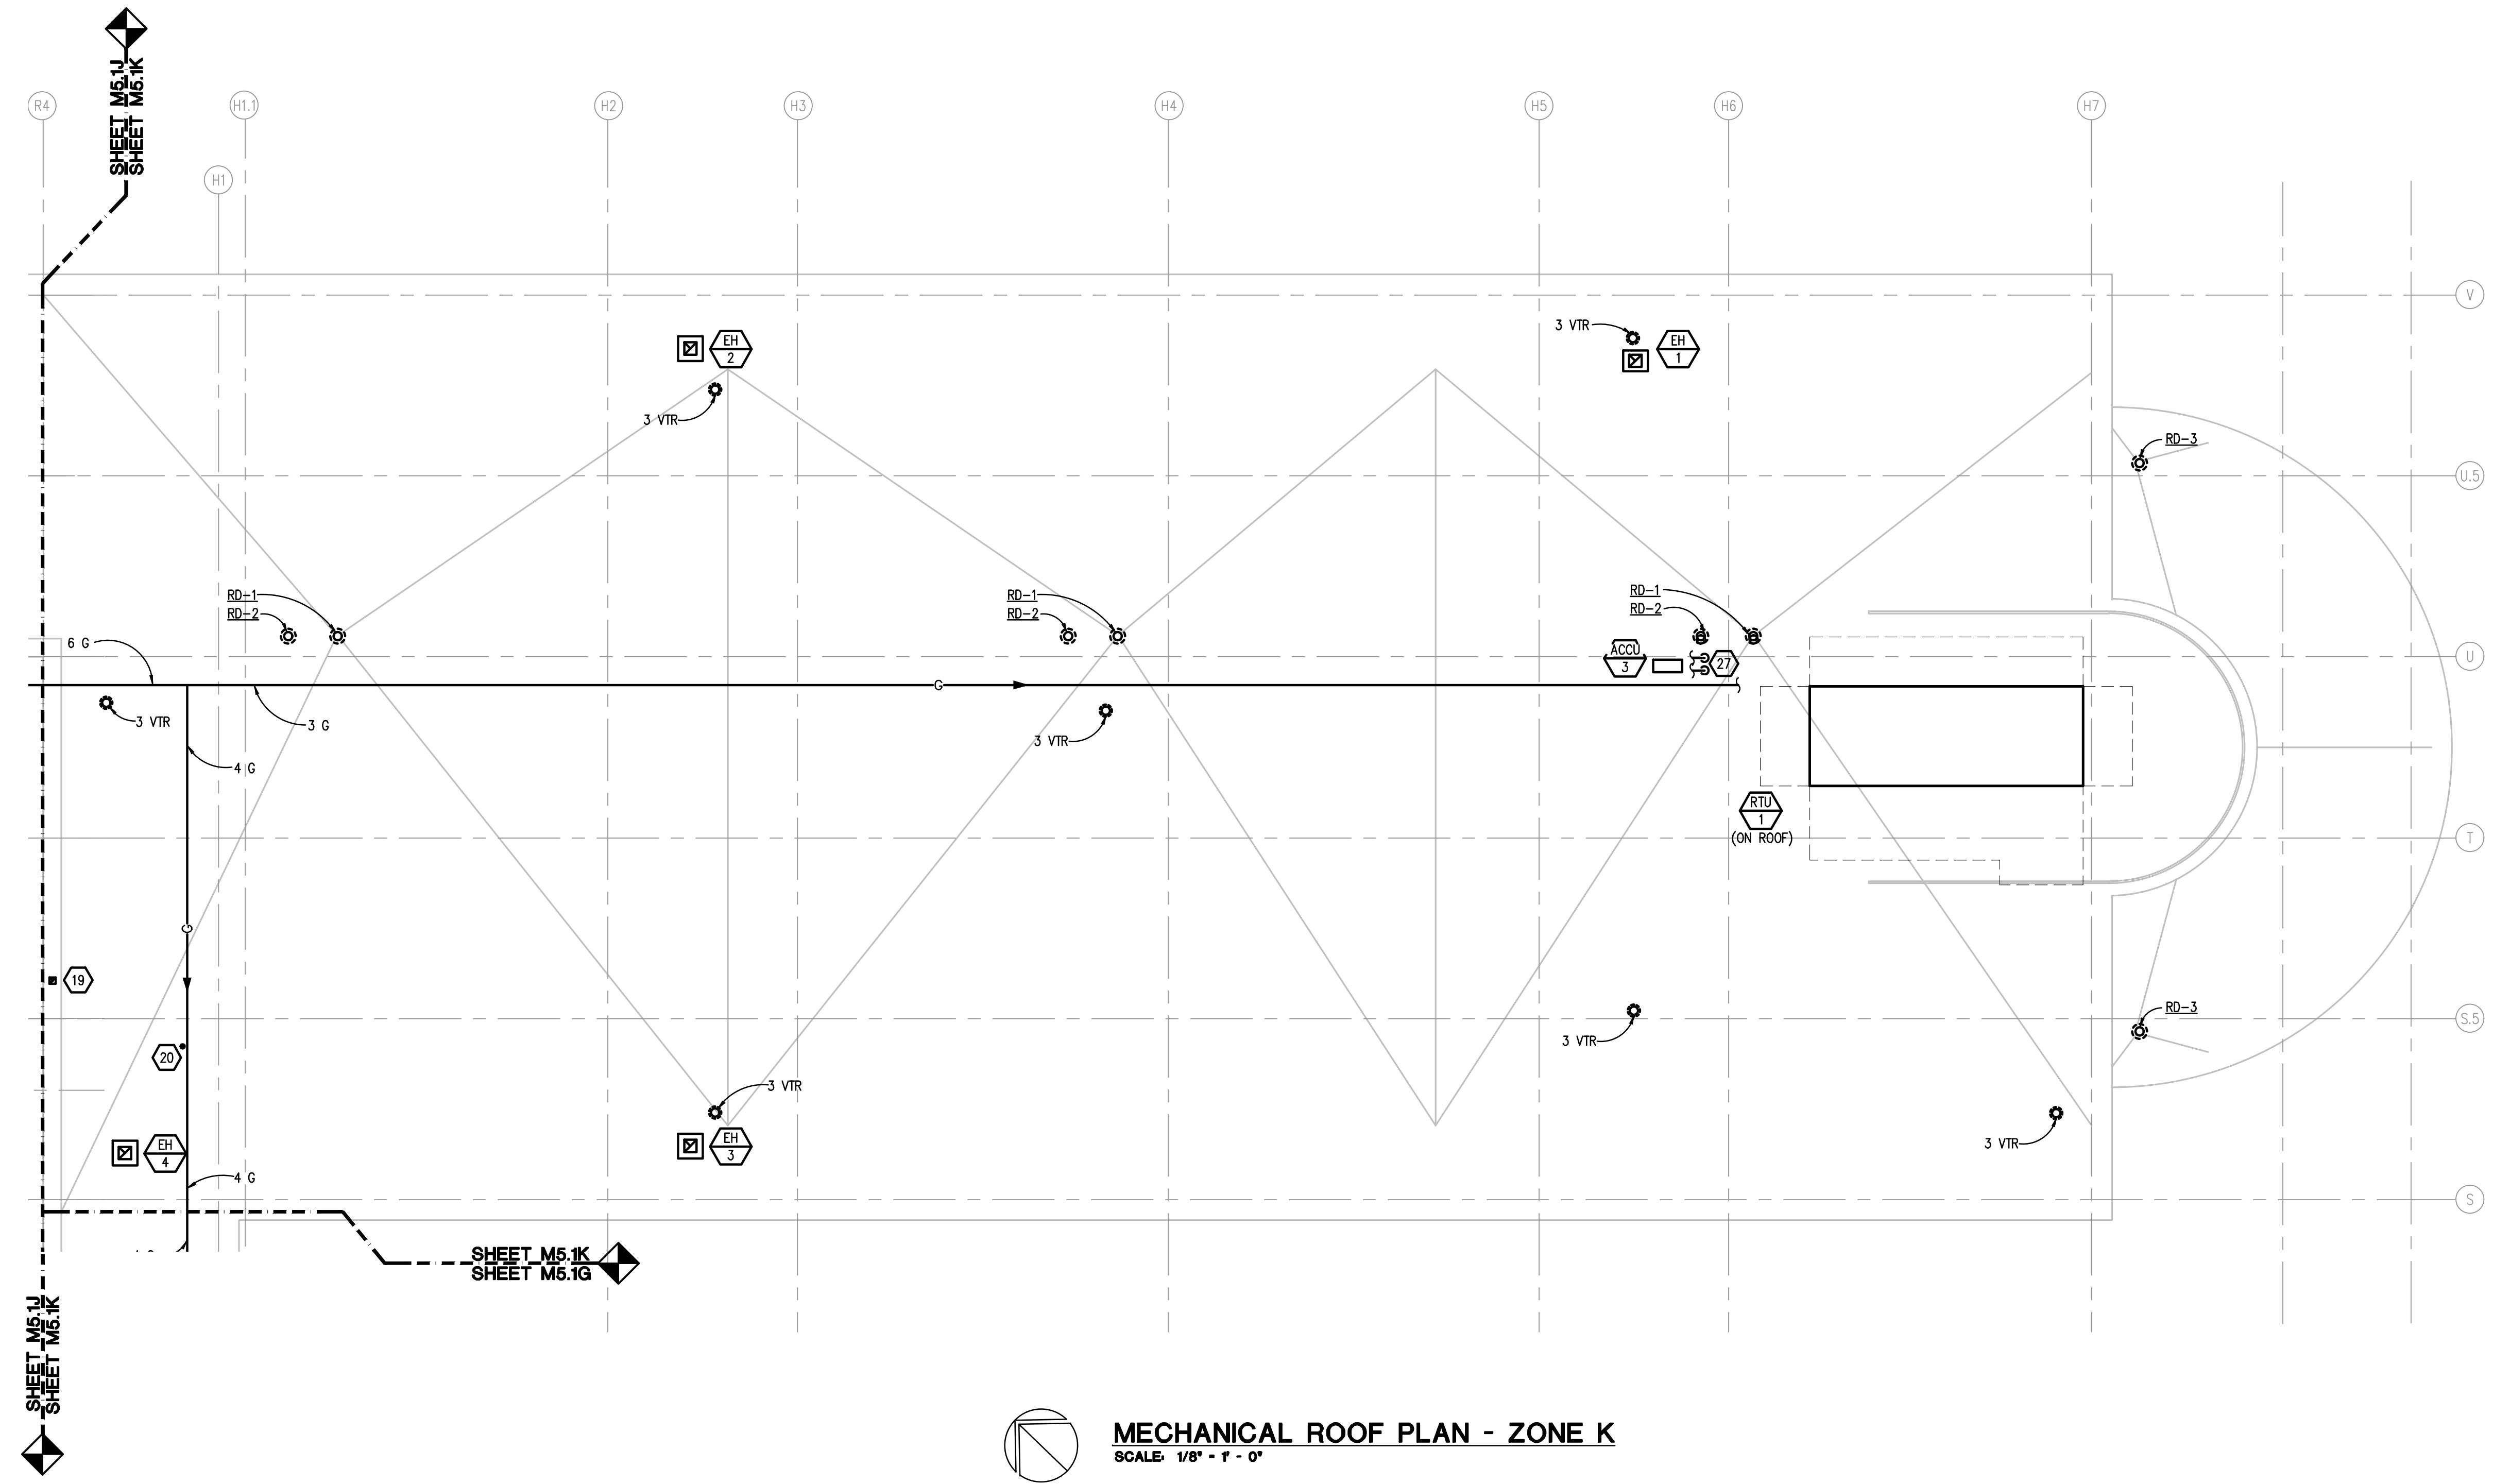 SHEET M5.1J
SHEET M5.1K
R4
H1.1
H2
H3
H4
H5
H6
H7
H1
V
EH
2
3 VTR
EH
1
3 VTR
RD-3
U.5
RD-1
RD-2
RD-1
RD-2
RD-1
RD-2
6 G
ACCU
3
27
U
G
3 VTR
3 G
3 VTR
4 G
RTU
1
(ON ROOF)
T
G
19
RD-3
S.5
3 VTR
20
3 VTR
EH
4
EH
3
3 VTR
4 G
S
SHEET M5.1K
SHEET M5.1G
SHEET M5.1J
SHEET M5.1K
MECHANICAL ROOF PLAN - ZONE K
SCALE: 1/8" = 1' - 0"